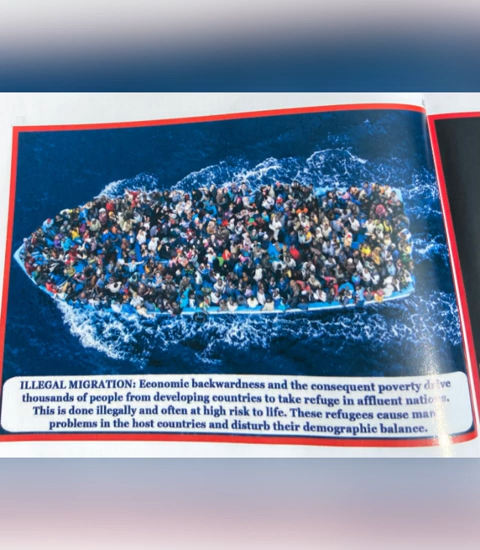 ILLEGAL MIGRATION: Economic backwardness and the consequent poverty drive
thousands of people from developing countries to take refuge in affluent nations.
This is done illegally and often at high risk to life. These refugees cause many
problems in the host countries and disturb their demographic balance.